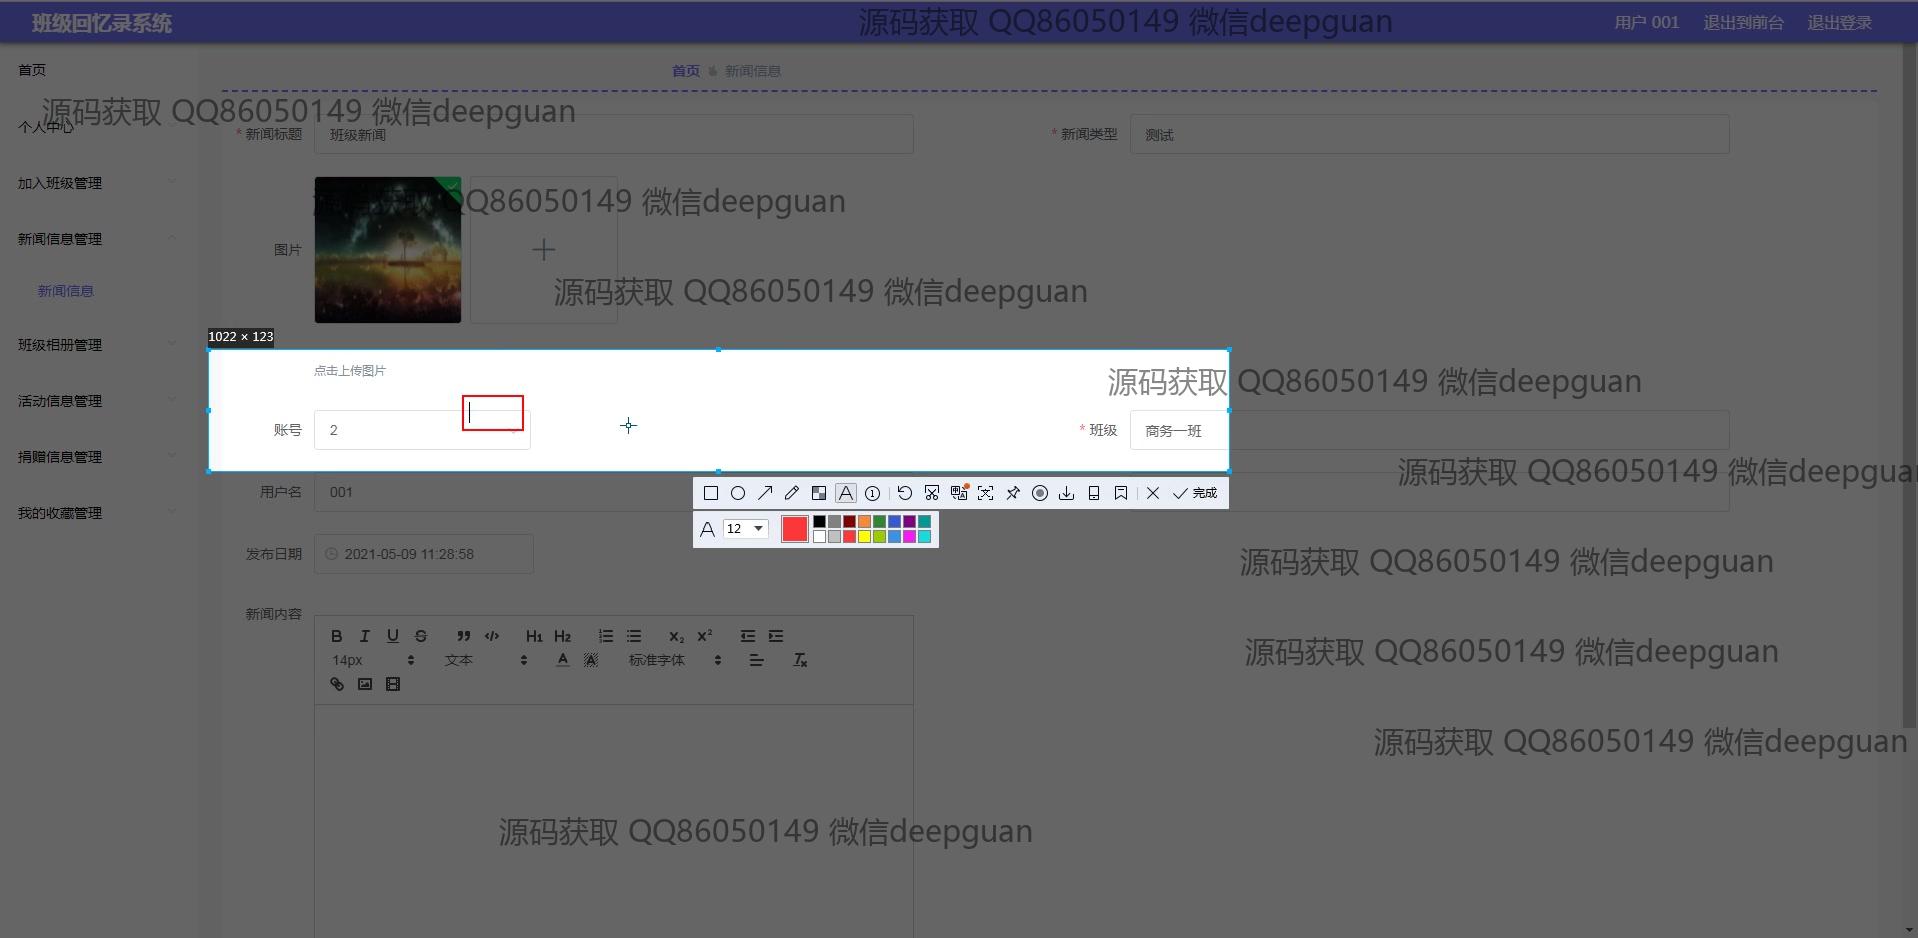 班级回忆录系统
源码获取 QQ86050149 微信deepguan
用户 001 退出到前台 退出登录
首页
首页 新闻信息
源码获取 QQ86050149 微信deepguan
个人中心
* 新闻标题 班级新闻
* 新闻类型 测试
加入班级管理
源码获取 QQ86050149 微信deepguan
新闻信息管理
图片
新闻信息
源码获取 QQ86050149 微信deepguan
1022 × 123
班级相册管理
点击上传图片
源码获取 QQ86050149 微信deepguan
活动信息管理
账号 2
* 班级 商务一班
捐赠信息管理
源码获取 QQ86050149 微信deepguan
用户名 001
完成
我的收藏管理
A 12
发布日期 2021-05-09 11:28:58
源码获取 QQ86050149 微信deepguan
新闻内容
B I U S H1 H2 x₂ x²
源码获取 QQ86050149 微信deepguan
14px 文本 A A 标准字体 Tx
源码获取 QQ86050149 微信deepguan
源码获取 QQ86050149 微信deepguan